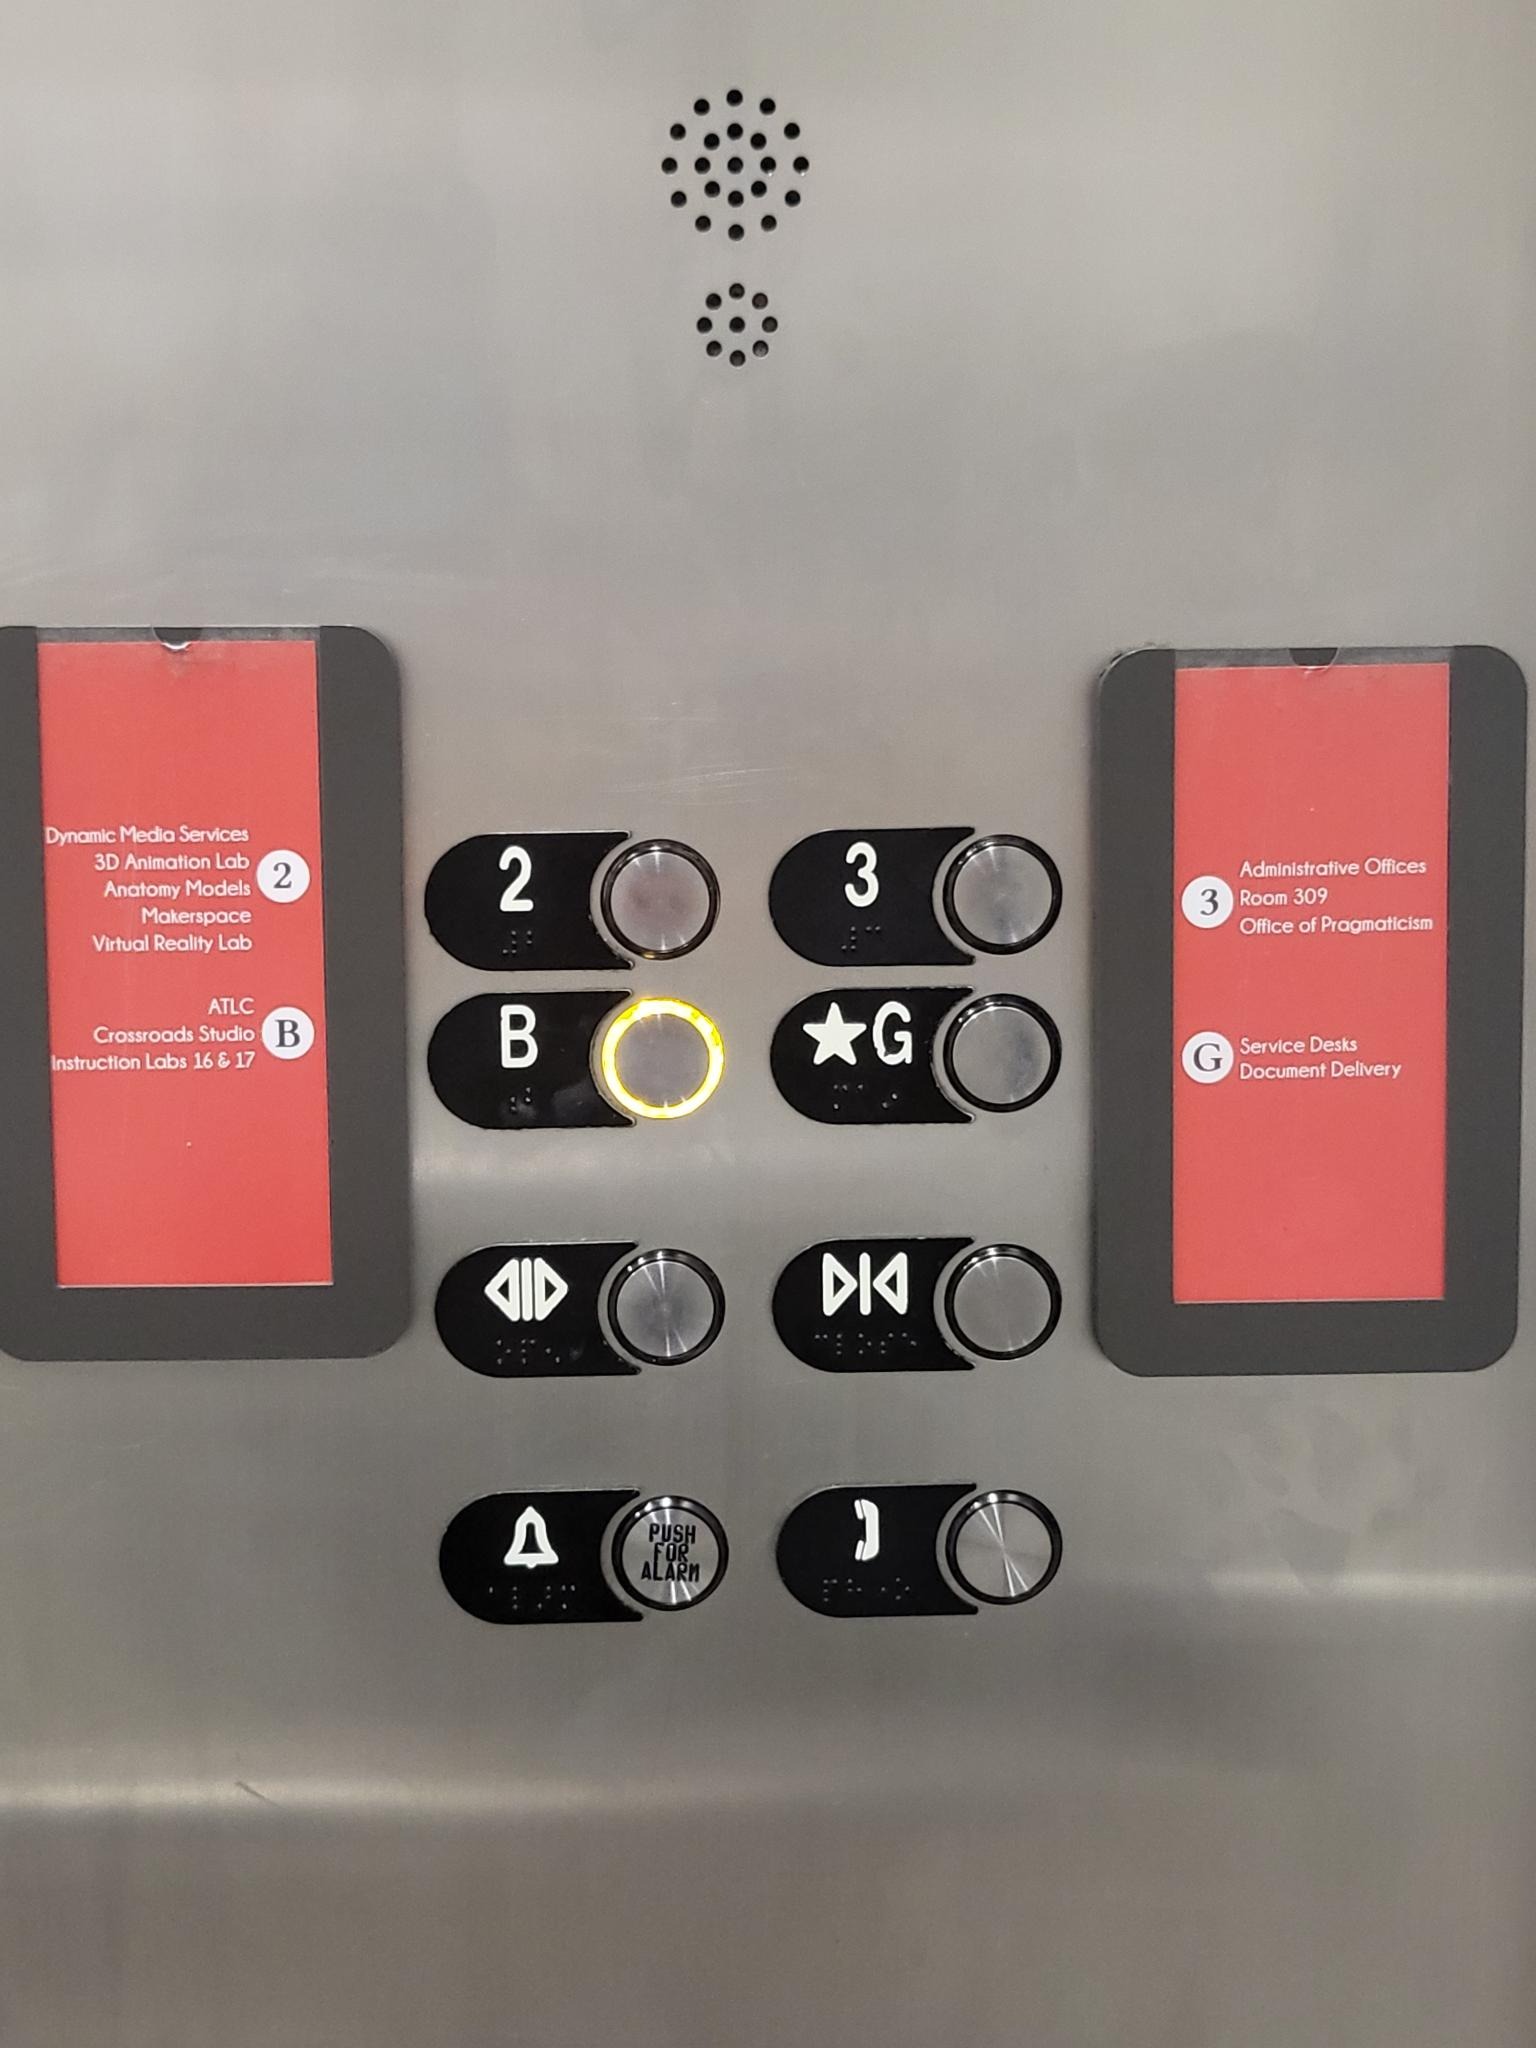 Dynamic Media Services
3D Animation Lab
Anatomy Models
Makerspace
Virtual Reality Lab
2
ATLC
Crossroads Studio
Instruction Labs 16 & 17
B
2
3
B
★G
PUSH
FOR
ALARM
3
Administrative Offices
Room 309
Office of Pragmaticism
G
Service Desks
Document Delivery